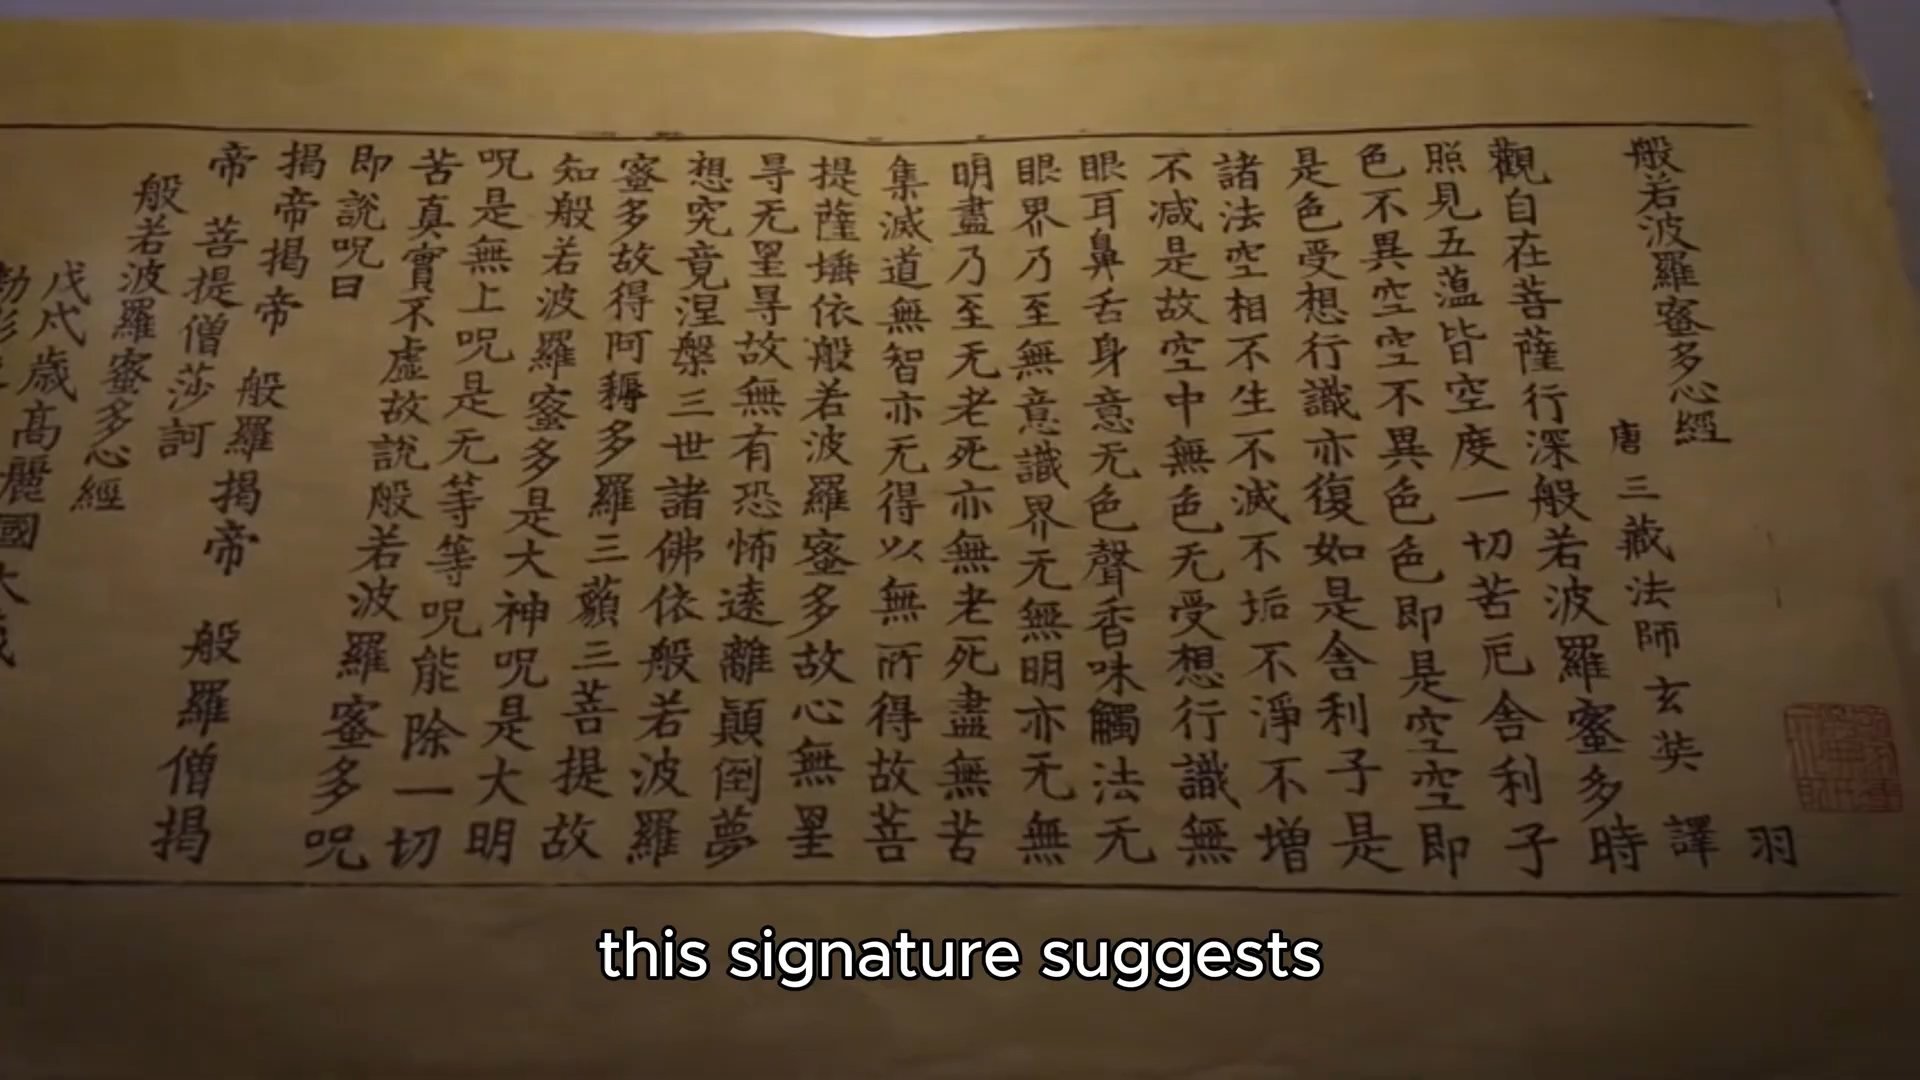 般若波羅蜜多心經 羽
唐三藏法師玄奘譯
觀自在菩薩行深般若波羅蜜多時
照見五蘊皆空度一切苦厄舍利子
色不異空空不異色色即是空空即
是色受想行識亦復如是舍利子是
諸法空相不生不滅不垢不淨不增
不減是故空中無色无受想行識無
眼耳鼻舌身意无色聲香味觸法无
眼界乃至無意識界无無明亦无無
明盡乃至无老死亦無老死盡無苦
集滅道無智亦无得以無所得故菩
提薩埵依般若波羅蜜多故心無罣
㝵无罣㝵故無有恐怖遠離顛倒夢
想究竟涅槃三世諸佛依般若波羅
蜜多故得阿耨多羅三藐三菩提故
知般若波羅蜜多是大神呪是大明
呪是無上呪是无等等呪能除一切
苦真實不虛故說般若波羅蜜多呪
即說呪曰
揭帝揭帝 般羅揭帝 般羅僧揭
帝 菩提僧莎訶
般若波羅蜜多心經
戊戌歲高麗國大
this signature suggests